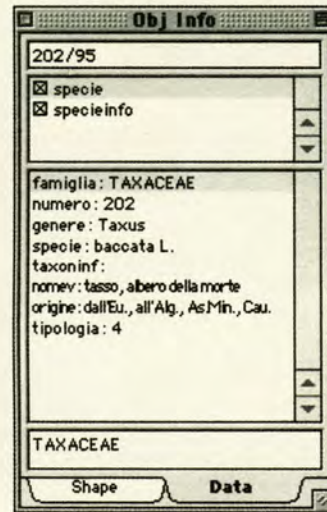 Obj Info
202/95
specie
specieinfo
famiglia: TAXACEAE
numero: 202
genere: Taxus
specie: baccata L.
taxoninf:
nomev: tasso, albero della morte
origine: dall'Eu., all'Alg., As.Min., Cau.
tipologia: 4
TAXACEAE
Shape Data